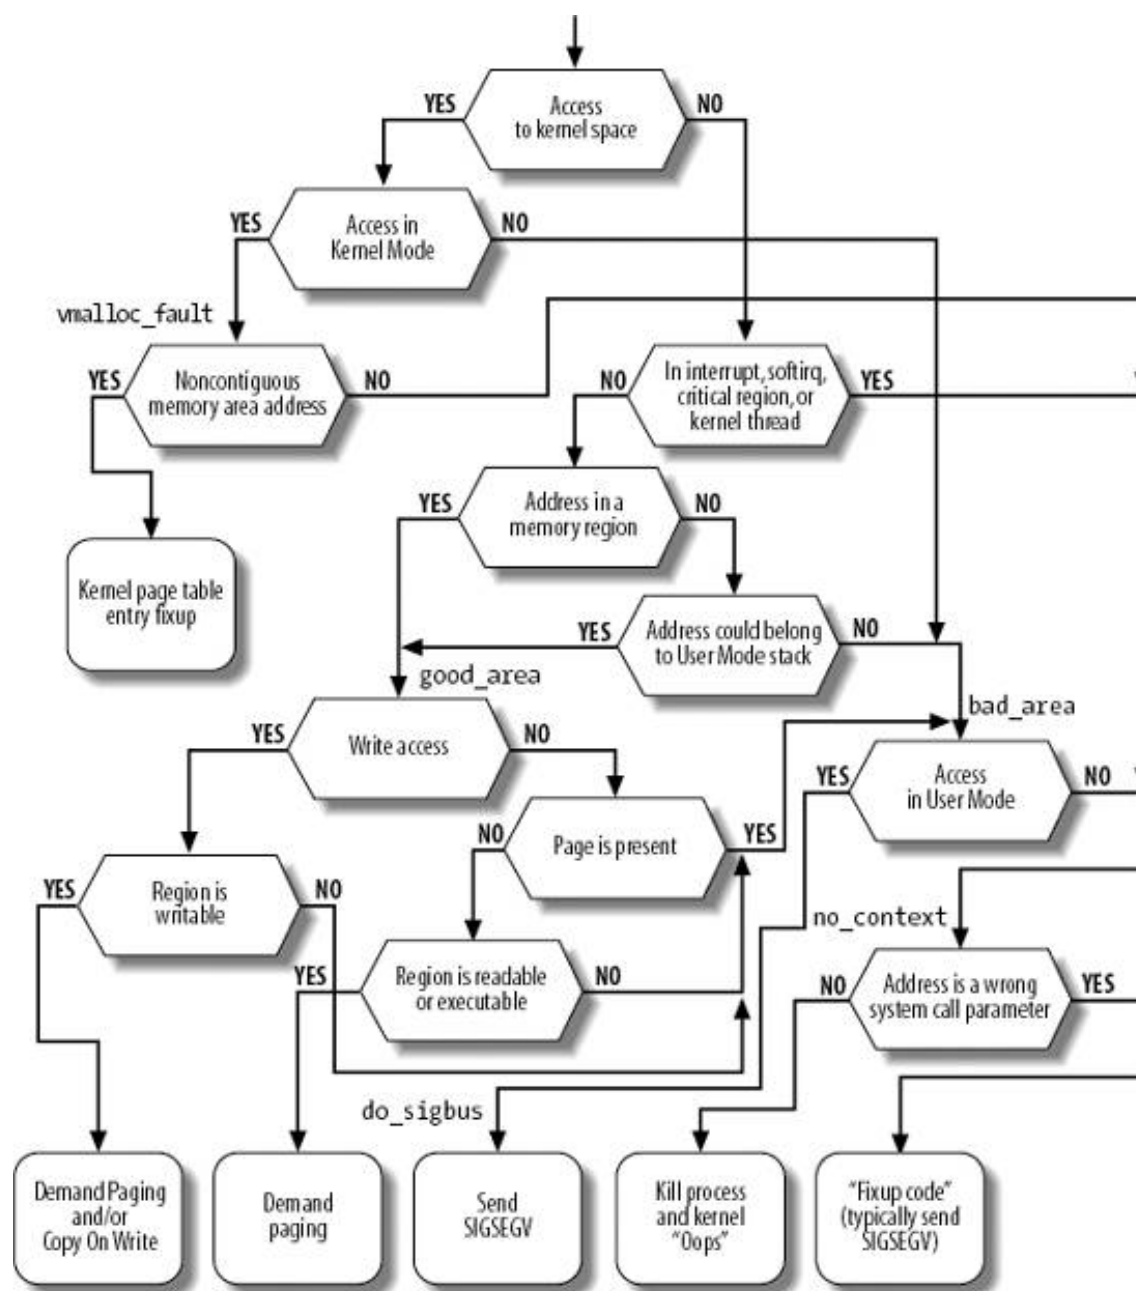 Access
to kernel space
YES
NO
Access in
Kernel Mode
YES
NO
vmalloc_fault
Noncontiguous
memory area address
YES
NO
In interrupt, softirq,
critical region, or
kernel thread
NO
YES
Address in a
memory region
YES
NO
Kernel page table
entry fixup
Address could belong
to User Mode stack
YES
NO
good_area
bad_area
Write access
YES
NO
Access
in User Mode
YES
NO
Page is present
NO
YES
Region is
writable
YES
NO
no_context
Region is readable
or executable
YES
NO
Address is a wrong
system call parameter
NO
YES
do_sigbus
Demand Paging
and/or
Copy On Write
Demand
paging
Send
SIGSEGV
Kill process
and kernel
“Oops”
“Fixup code”
(typically send
SIGSEGV)